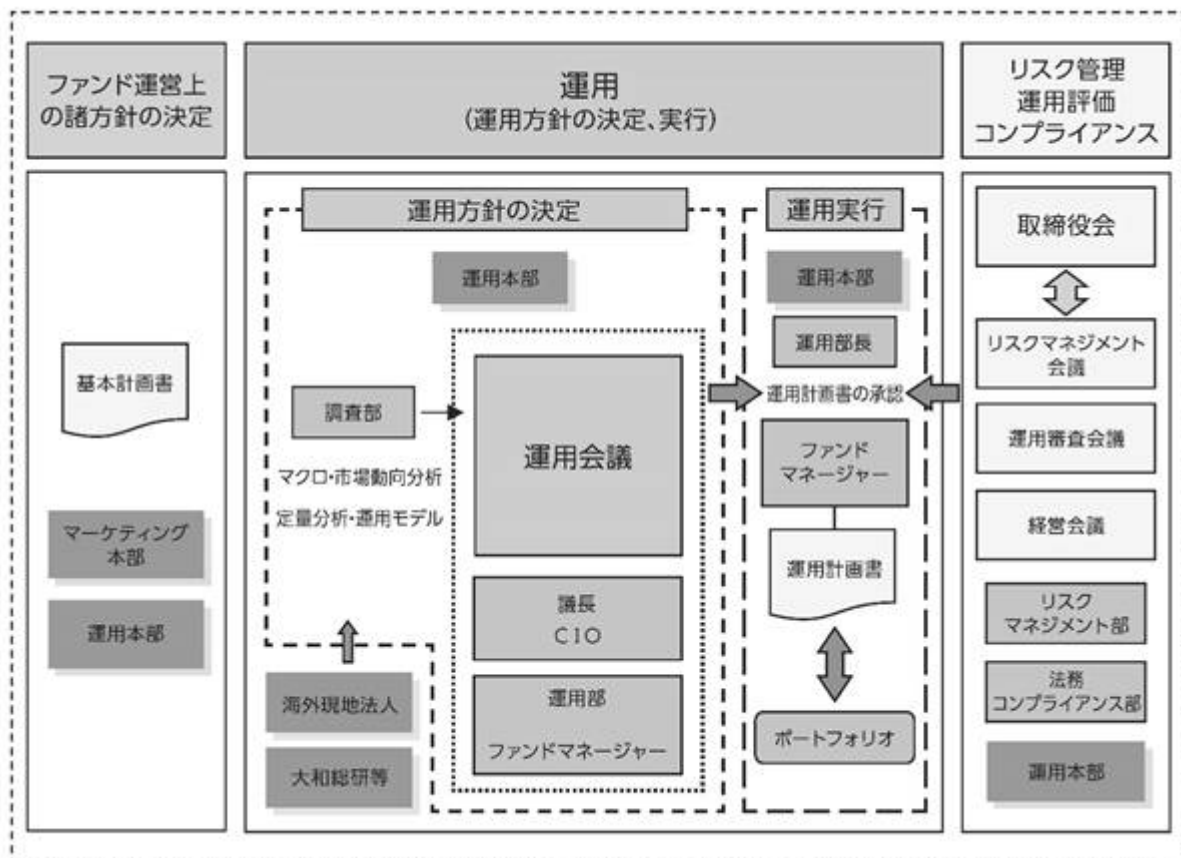 ファンド運営上
の諸方針の決定
運用
(運用方針の決定、実行)
リスク管理
運用評価
コンプライアンス
基本計画書
マーケティング
本部
運用本部
運用方針の決定
運用本部
調査部
マクロ・市場動向分析
定量分析・運用モデル
海外現地法人
大和総研等
運用会議
議長
CIO
運用部
ファンドマネージャー
運用実行
運用本部
運用部長
運用計画書の承認
ファンド
マネージャー
運用計画書
ポートフォリオ
取締役会
リスクマネジメント
会議
運用審査会議
経営会議
リスク
マネジメント部
法務
コンプライアンス部
運用本部